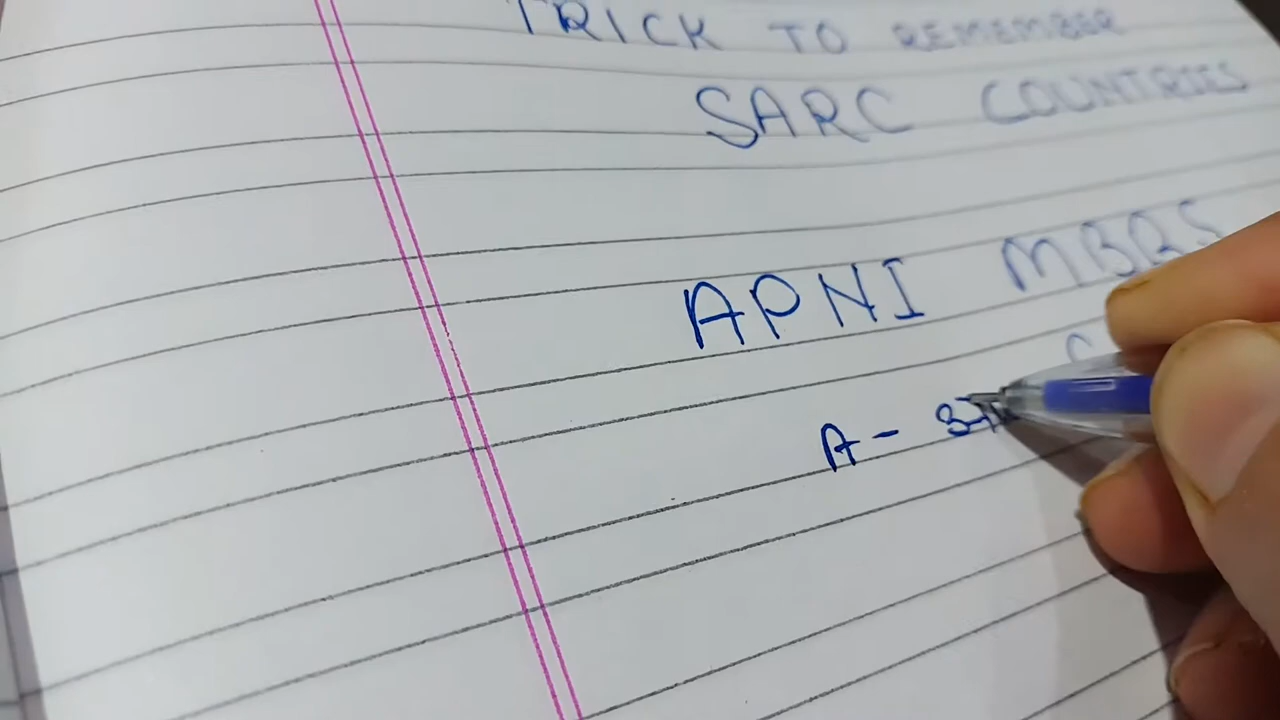 TRICK TO REMEMBER
SARC COUNTRIES
APNI MBBS
A - अ